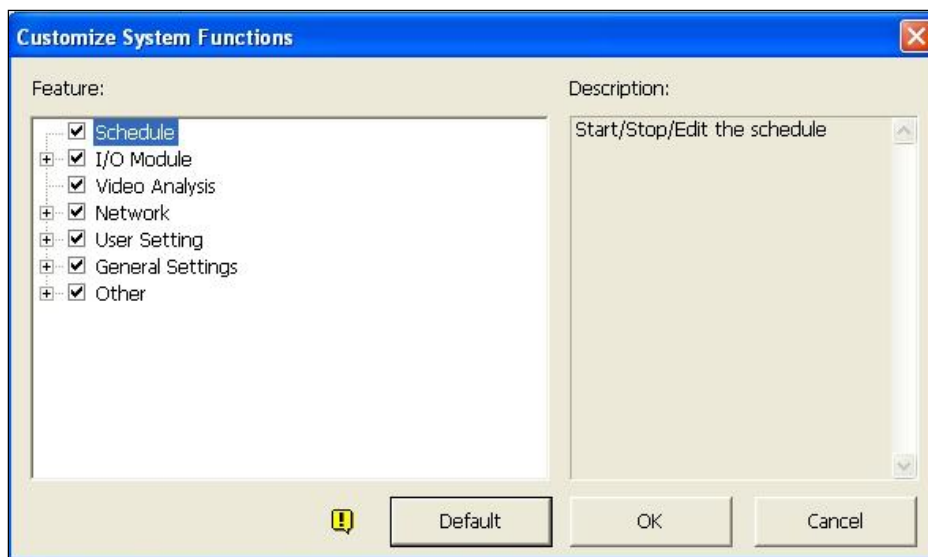 Customize System Functions
Feature:
Description:
Schedule
I/O Module
Video Analysis
Network
User Setting
General Settings
Other
Start/Stop/Edit the schedule
Default
OK
Cancel